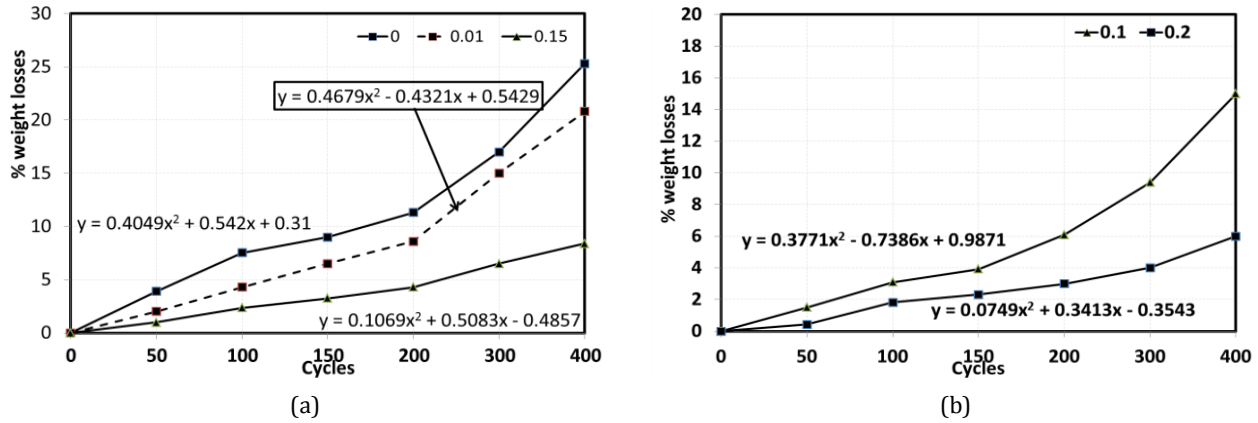 (a)
30
25
20
15
10
5
0
% weight losses
0 0.01 0.15
y = 0.4679x² - 0.4321x + 0.5429
y = 0.4049x² + 0.542x + 0.31
y = 0.1069x² + 0.5083x - 0.4857
0 50 100 150 200 300 400
Cycles
(a)
(b)
20
18
16
14
12
10
8
6
4
2
0
% weight losses
0.1 0.2
y = 0.3771x² - 0.7386x + 0.9871
y = 0.0749x² + 0.3413x - 0.3543
0 50 100 150 200 300 400
Cycles
(b)